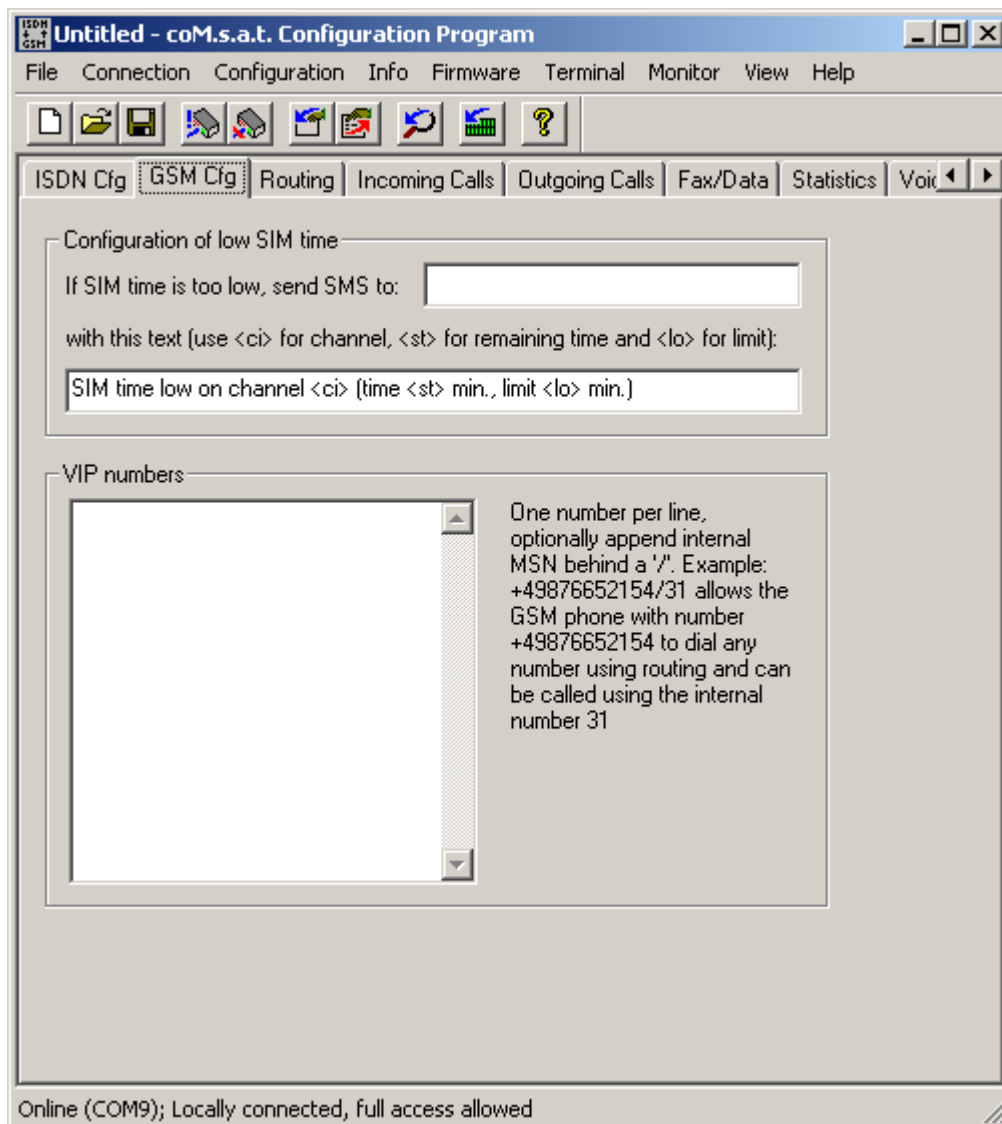 ISDN
GSM
Untitled - coM.s.a.t. Configuration Program
File Connection Configuration Info Firmware Terminal Monitor View Help
ISDN Cfg GSM Cfg Routing Incoming Calls Outgoing Calls Fax/Data Statistics
Configuration of low SIM time
If SIM time is too low, send SMS to:
with this text (use <ci> for channel, <st> for remaining time and <lo> for limit):
SIM time low on channel <ci> (time <st> min., limit <lo> min.)
VIP numbers
One number per line,
optionally append internal
MSN behind a '/'. Example:
+49876652154/31 allows the
GSM phone with number
+49876652154 to dial any
number using routing and can
be called using the internal
number 31
Online (COM9); Locally connected, full access allowed